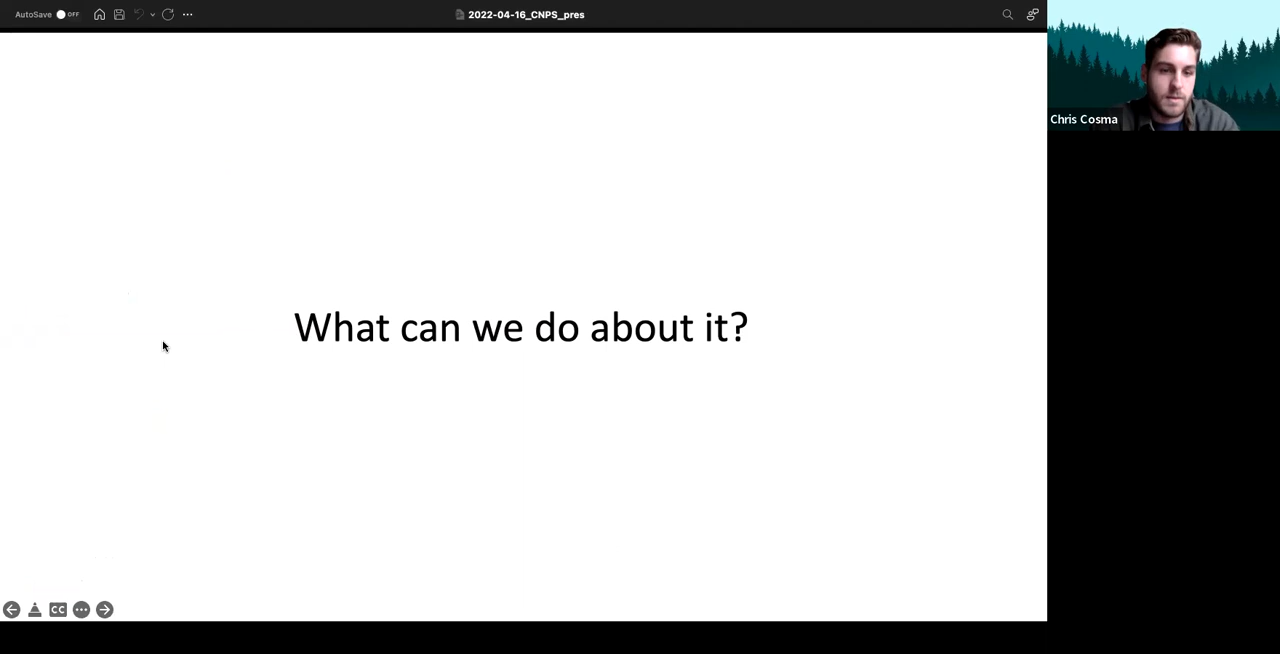 AutoSave OFF
2022-04-16_CNPS_pres
Chris Cosma
What can we do about it?
CC